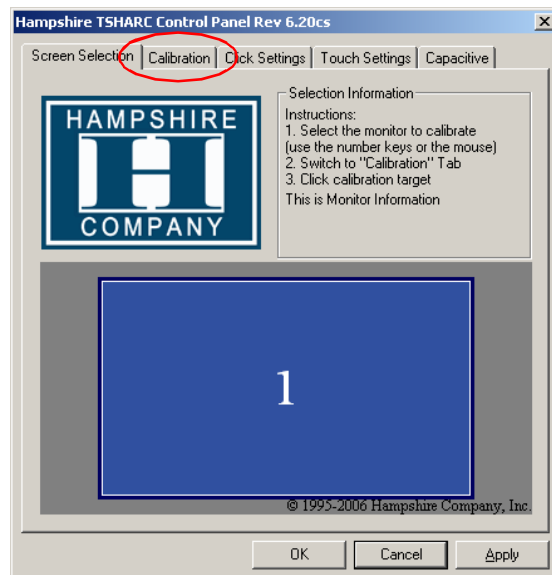 Hampshire TSHARC Control Panel Rev 6.20cs
Screen Selection Calibration Click Settings Touch Settings Capacitive
HAMPSHIRE
COMPANY
Selection Information
Instructions:
1. Select the monitor to calibrate
(use the number keys or the mouse)
2. Switch to "Calibration" Tab
3. Click calibration target
This is Monitor Information
1
© 1995-2006 Hampshire Company, Inc.
OK Cancel Apply